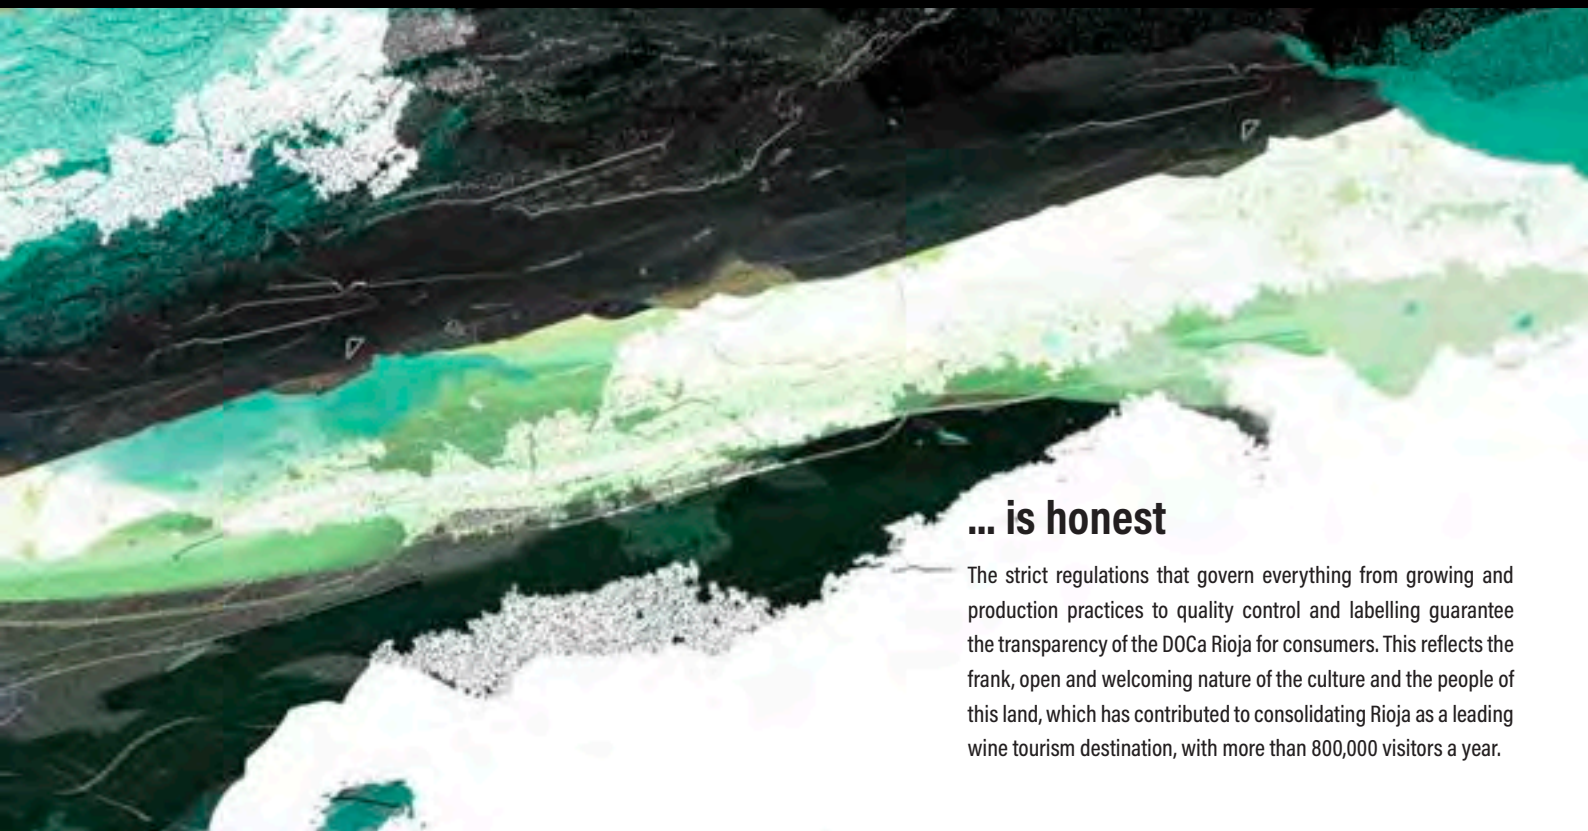 ... is honest
The strict regulations that govern everything from growing and
production practices to quality control and labelling guarantee
the transparency of the DOCa Rioja for consumers. This reflects the
frank, open and welcoming nature of the culture and the people of
this land, which has contributed to consolidating Rioja as a leading
wine tourism destination, with more than 800,000 visitors a year.